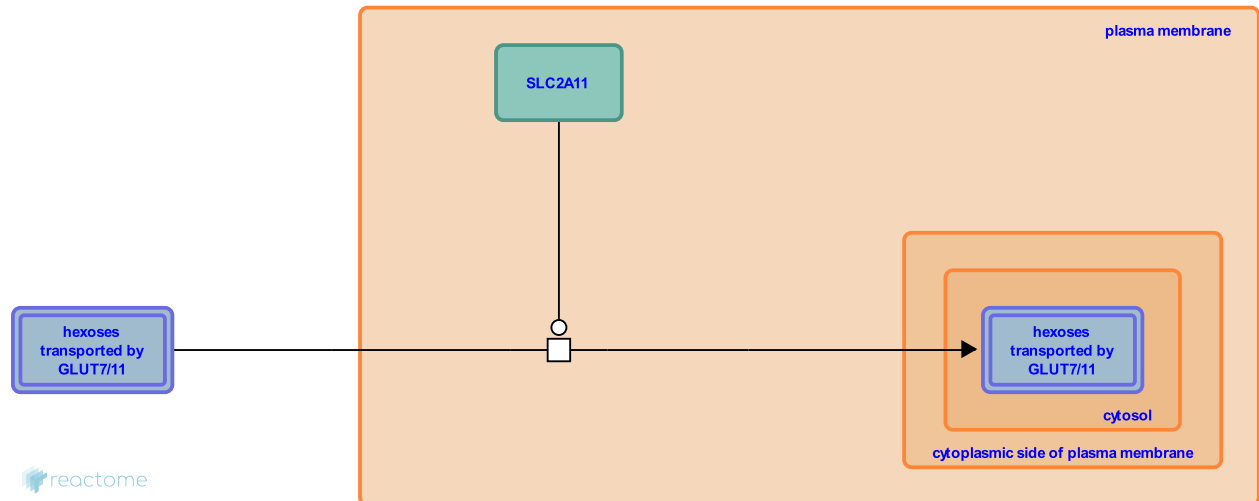 plasma membrane
SLC2A11
hexoses
transported by
GLUT7/11
hexoses
transported by
GLUT7/11
cytosol
cytoplasmic side of plasma membrane
reactome